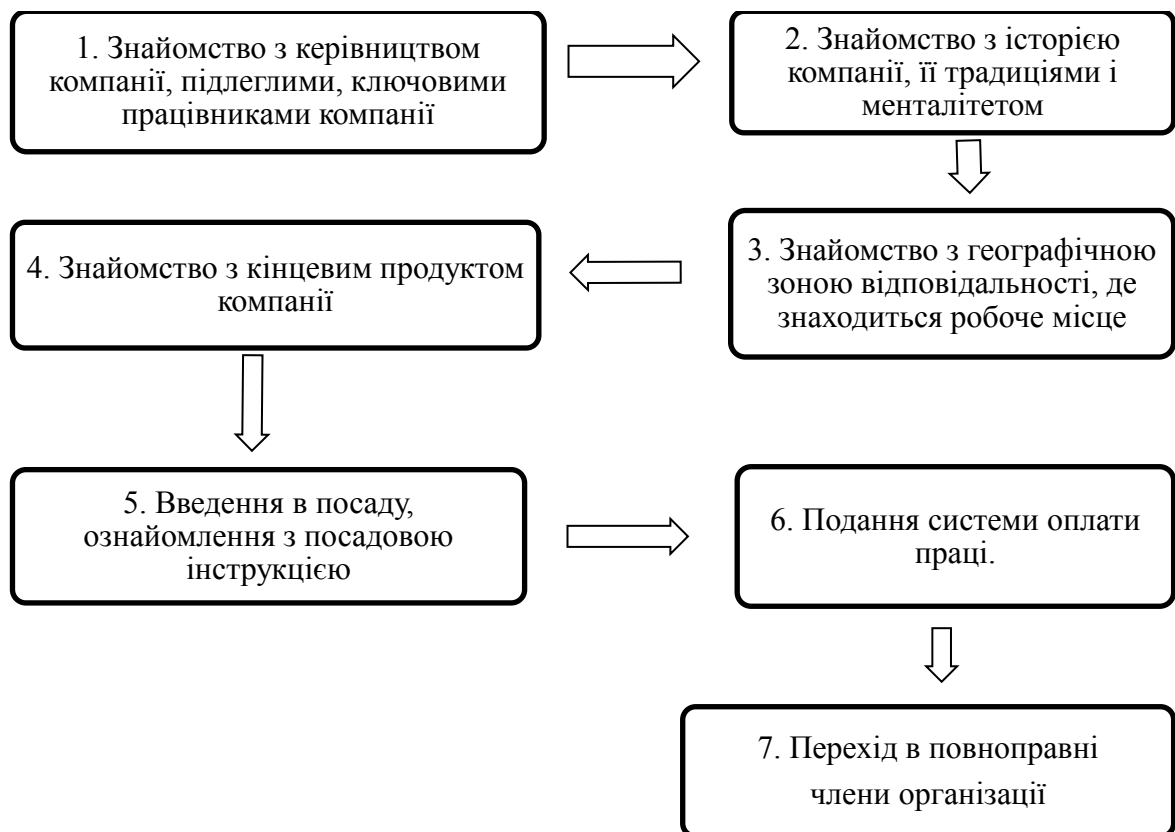 1. Знайомство з керівництвом
компанії, підлеглими, ключовими
працівниками компанії
2. Знайомство з історією
компанії, її традиціями і
менталітетом
3. Знайомство з географічною
зоною відповідальності, де
знаходиться робоче місце
4. Знайомство з кінцевим продуктом
компанії
5. Введення в посаду,
ознайомлення з посадовою
інструкцією
6. Подання системи оплати
праці.
7. Перехід в повноправні
члени організації